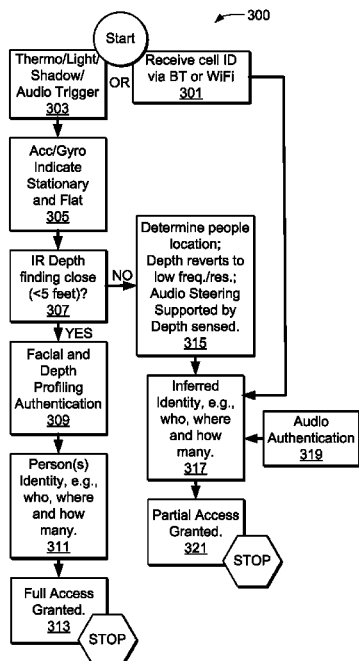 300
Start
Thermo/Light/
Shadow/
Audio Trigger
303
OR
Receive cell ID
via BT or WiFi
301
Acc/Gyro
Indicate
Stationary
and Flat
305
IR Depth
finding close
(<5 feet)?
307
NO
YES
Determine people
location;
Depth reverts to
low freq./res.;
Audio Steering
Supported by
Depth sensed.
315
Facial and
Depth
Profiling
Authentication
309
Inferred
Identity, e.g.,
who, where
and how
many.
317
Audio
Authentication
319
Person(s)
Identity, e.g.,
who, where
and how
many.
311
Partial Access
Granted.
321
STOP
Full Access
Granted.
313
STOP